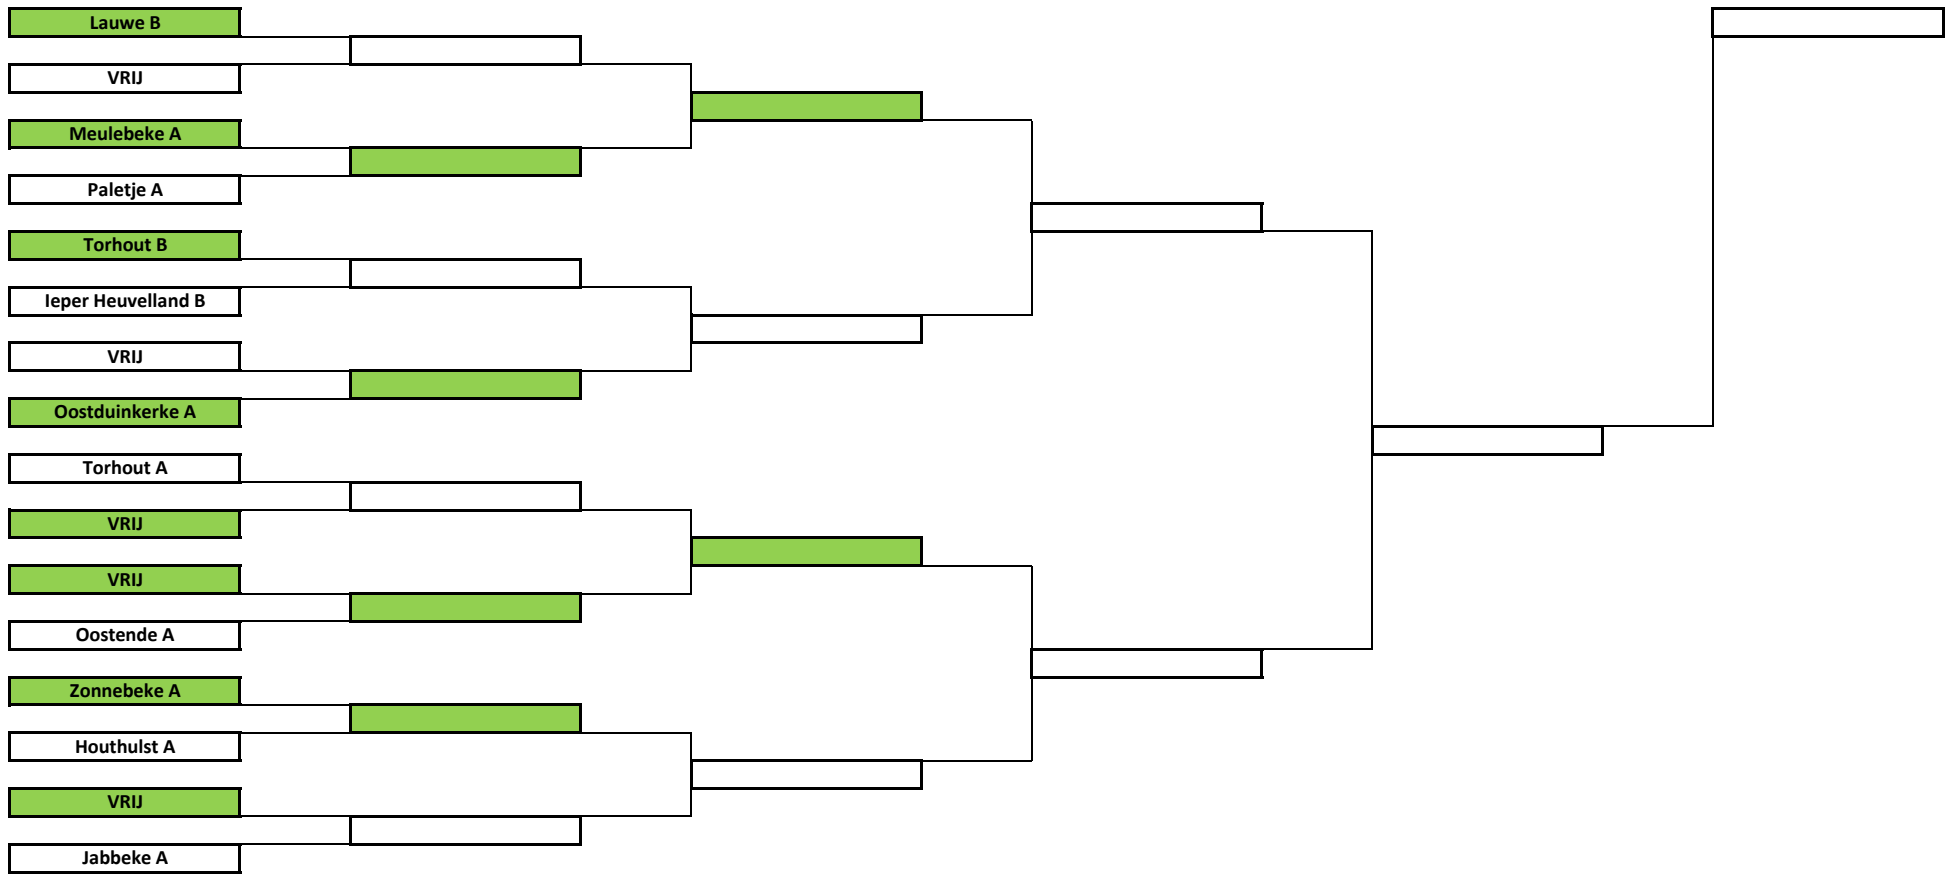 Lauwe B
VRIJ
Meulebeke A
Paletje A
Torhout B
Ieper Heuvelland B
VRIJ
Oostduinkerke A
Torhout A
VRIJ
VRIJ
Oostende A
Zonnebeke A
Houthulst A
VRIJ
Jabbeke A